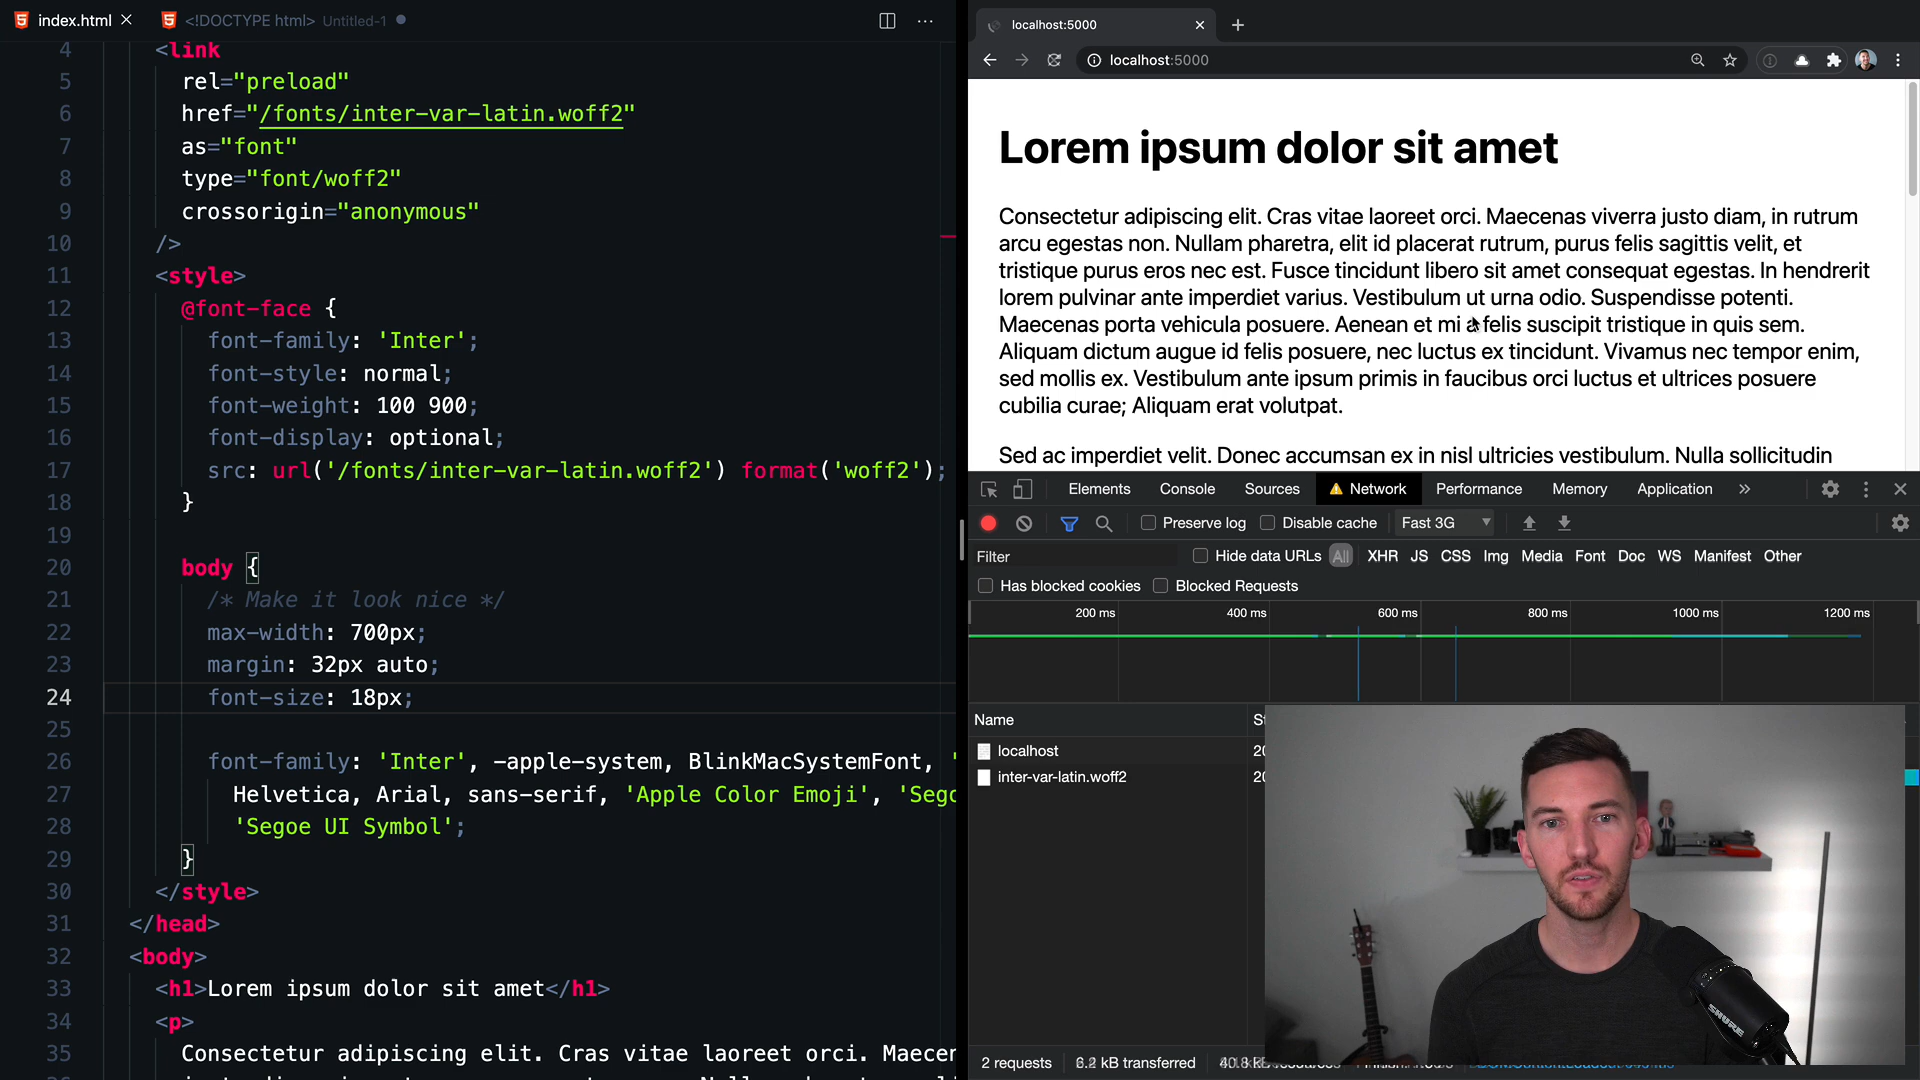 index.html
<!DOCTYPE html> Untitled-1
4 <link
5 rel="preload"
6 href="/fonts/inter-var-latin.woff2"
7 as="font"
8 type="font/woff2"
9 crossorigin="anonymous"
10 />
11 <style>
12 @font-face {
13 font-family: 'Inter';
14 font-style: normal;
15 font-weight: 100 900;
16 font-display: optional;
17 src: url('/fonts/inter-var-latin.woff2') format('woff2');
18 }
19
20 body {
21 /* Make it look nice */
22 max-width: 700px;
23 margin: 32px auto;
24 font-size: 18px;
25
26 font-family: 'Inter', -apple-system, BlinkMacSystemFont, '
27 Helvetica, Arial, sans-serif, 'Apple Color Emoji', 'Sego
28 'Segoe UI Symbol';
29 }
30 </style>
31 </head>
32 <body>
33 <h1>Lorem ipsum dolor sit amet</h1>
34 <p>
35 Consectetur adipiscing elit. Cras vitae laoreet orci. Maecen
localhost:5000
localhost:5000
Lorem ipsum dolor sit amet
Consectetur adipiscing elit. Cras vitae laoreet orci. Maecenas viverra justo diam, in rutrum
arcu egestas non. Nullam pharetra, elit id placerat rutrum, purus felis sagittis velit, et
tristique purus eros nec est. Fusce tincidunt libero sit amet consequat egestas. In hendrerit
lorem pulvinar ante imperdiet varius. Vestibulum ut urna odio. Suspendisse potenti.
Maecenas porta vehicula posuere. Aenean et mi a felis suscipit tristique in quis sem.
Aliquam dictum augue id felis posuere, nec luctus ex tincidunt. Vivamus nec tempor enim,
sed mollis ex. Vestibulum ante ipsum primis in faucibus orci luctus et ultrices posuere
cubilia curae; Aliquam erat volutpat.
Sed ac imperdiet velit. Donec accumsan ex in nisl ultricies vestibulum. Nulla sollicitudin
Elements Console Sources Network Performance Memory Application
Preserve log Disable cache Fast 3G
Filter Hide data URLs All XHR JS CSS Img Media Font Doc WS Manifest Other
Has blocked cookies Blocked Requests
200 ms 400 ms 600 ms 800 ms 1000 ms 1200 ms
Name St
localhost 20
inter-var-latin.woff2 20
SHURE
2 requests kB transferred